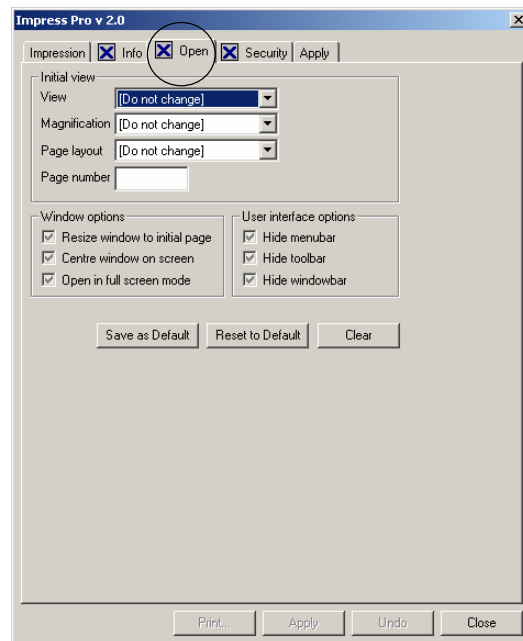 Impress Pro v 2.0
Impression Info Open Security Apply
Initial view
View [Do not change]
Magnification [Do not change]
Page layout [Do not change]
Page number
Window options User interface options
Resize window to initial page Hide menubar
Centre window on screen Hide toolbar
Open in full screen mode Hide windowbar
Save as Default Reset to Default Clear
Print... Apply Undo Close